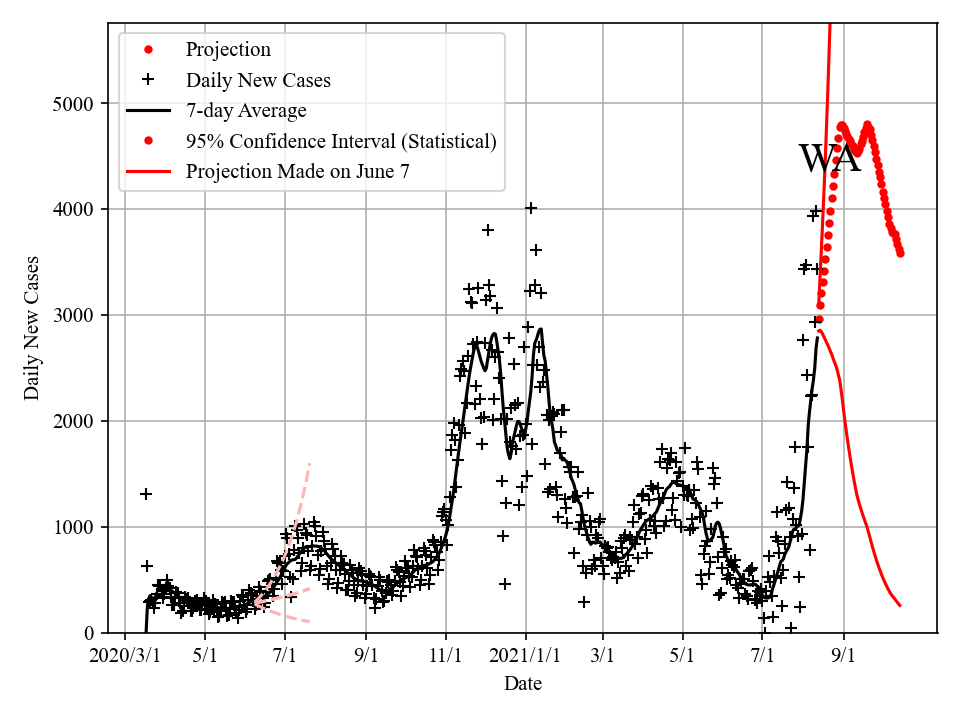 Projection
Daily New Cases
7-day Average
95% Confidence Interval (Statistical)
Projection Made on June 7
WA
5000
4000
3000
2000
1000
0
Daily New Cases
2020/3/1 5/1 7/1 9/1 11/1 2021/1/1 3/1 5/1 7/1 9/1
Date